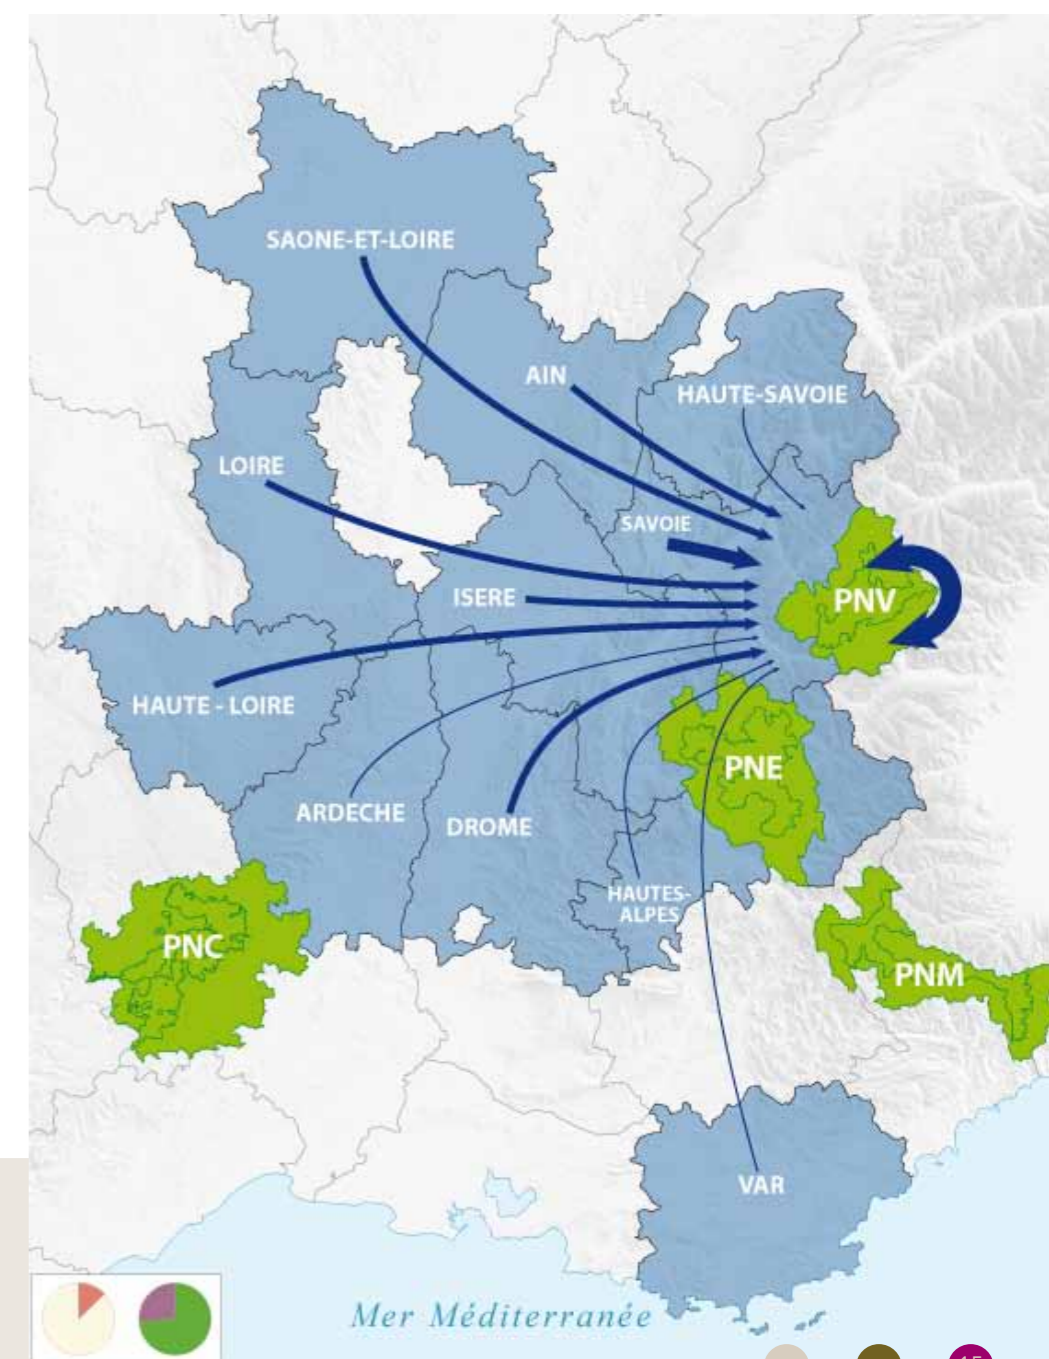 SAONE-ET-LOIRE
AIN
HAUTE-SAVOIE
LOIRE
SAVOIE
ISERE
PNV
HAUTE - LOIRE
PNE
ARDECHE
DROME
HAUTES-
ALPES
PNC
PNM
VAR
Mer Méditerranée